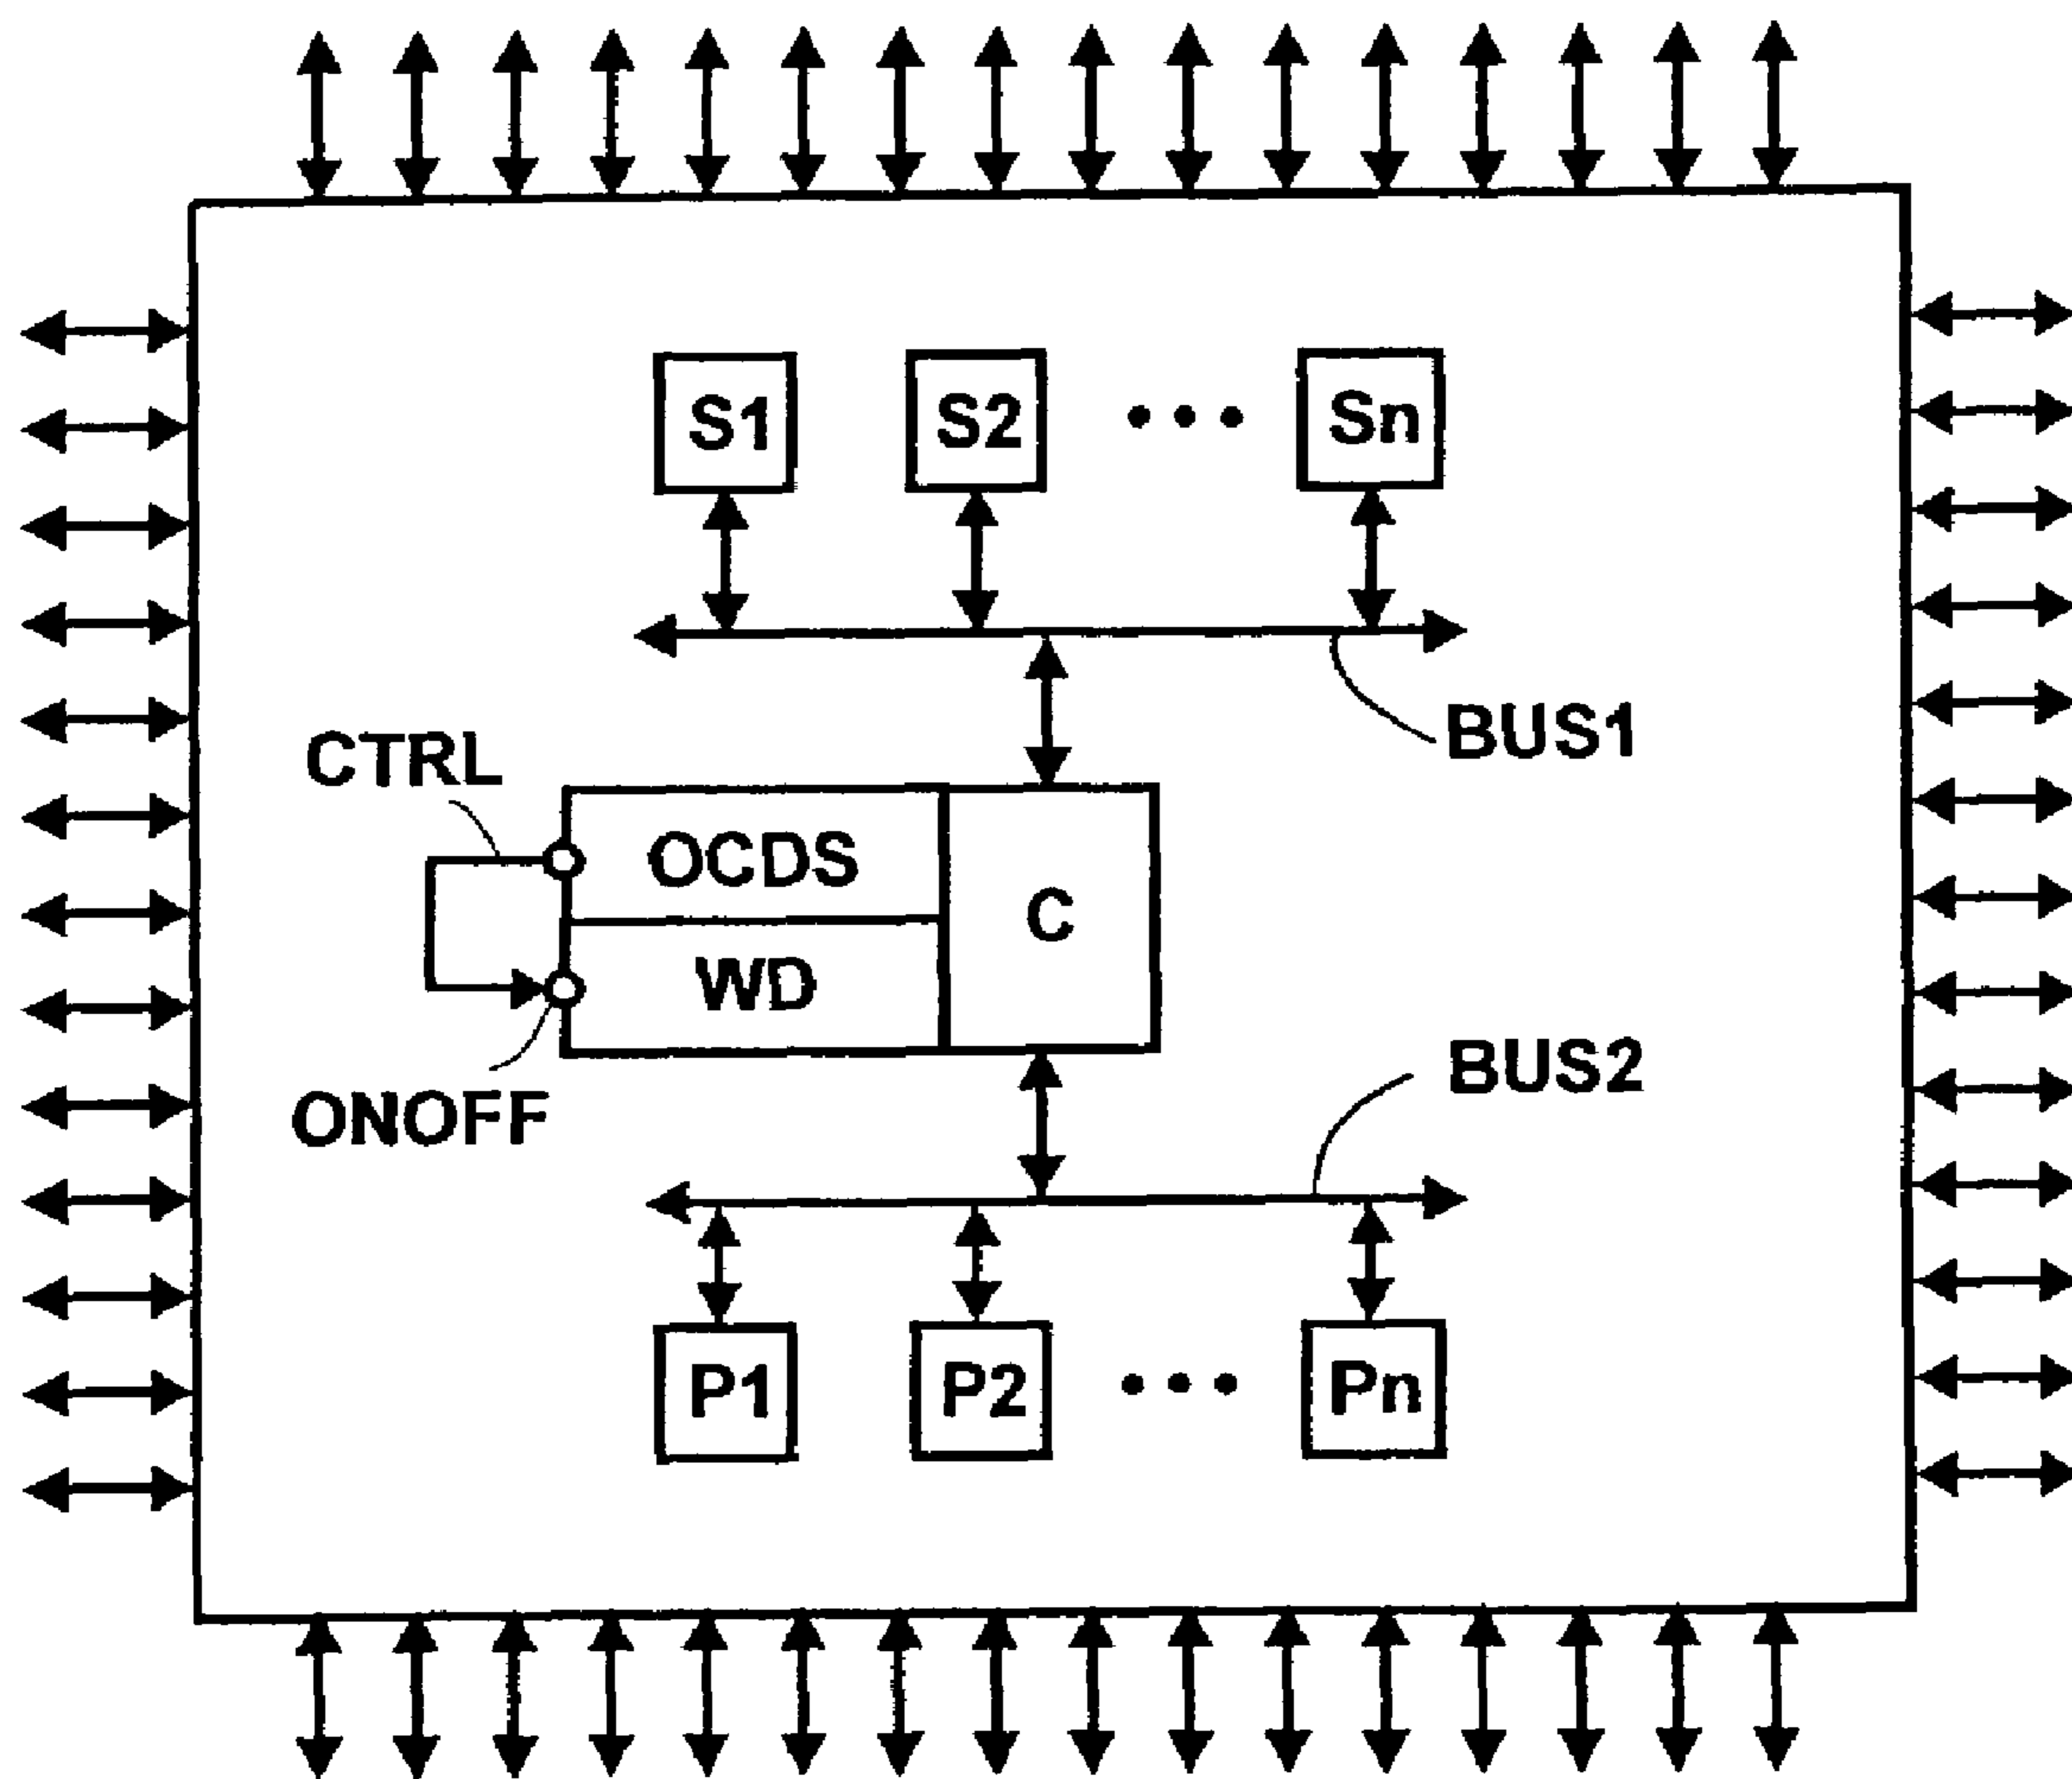 S1 S2 ••• Sn
BUS1
CTRL
OCDS
C
WD
BUS2
ONOFF
P1 P2 ••• Pn